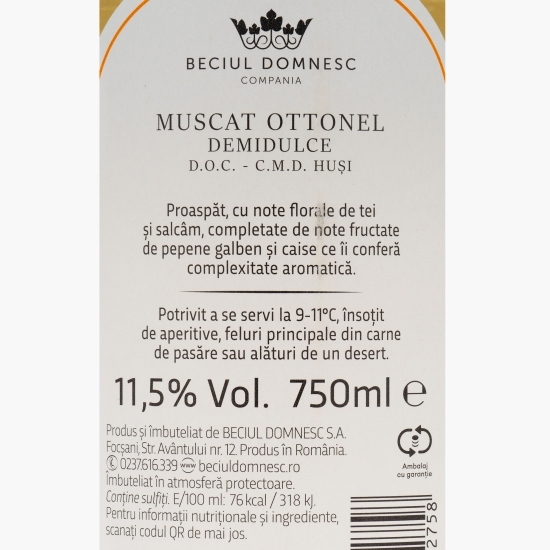 BECIUL DOMNESC
COMPANIA
MUSCAT OTTONEL
DEMIDULCE
D.O.C. - C.M.D. HUȘI
Proaspăt, cu note florale de tei
și salcâm, completate de note fructate
de pepene galben și caise ce îi conferă
complexitate aromatică.
Potrivit a se servi la 9-11°C, însoțit
de aperitive, feluri principale din carne
de pasăre sau alături de un desert.
11,5% Vol. 750ml e
Produs și îmbuteliat de BECIUL DOMNESC S.A.
Focșani, Str. Avântului nr. 12. Produs în România.
0237.616.339 www beciuldomnesc.ro
Îmbuteliat în atmosferă protectoare.
Conține sulfiți. E/100 ml: 76 kcal / 318 kJ.
Pentru informații nutriționale și ingrediente,
scanați codul QR de mai jos.
Ambalaj
cu garanție
2758